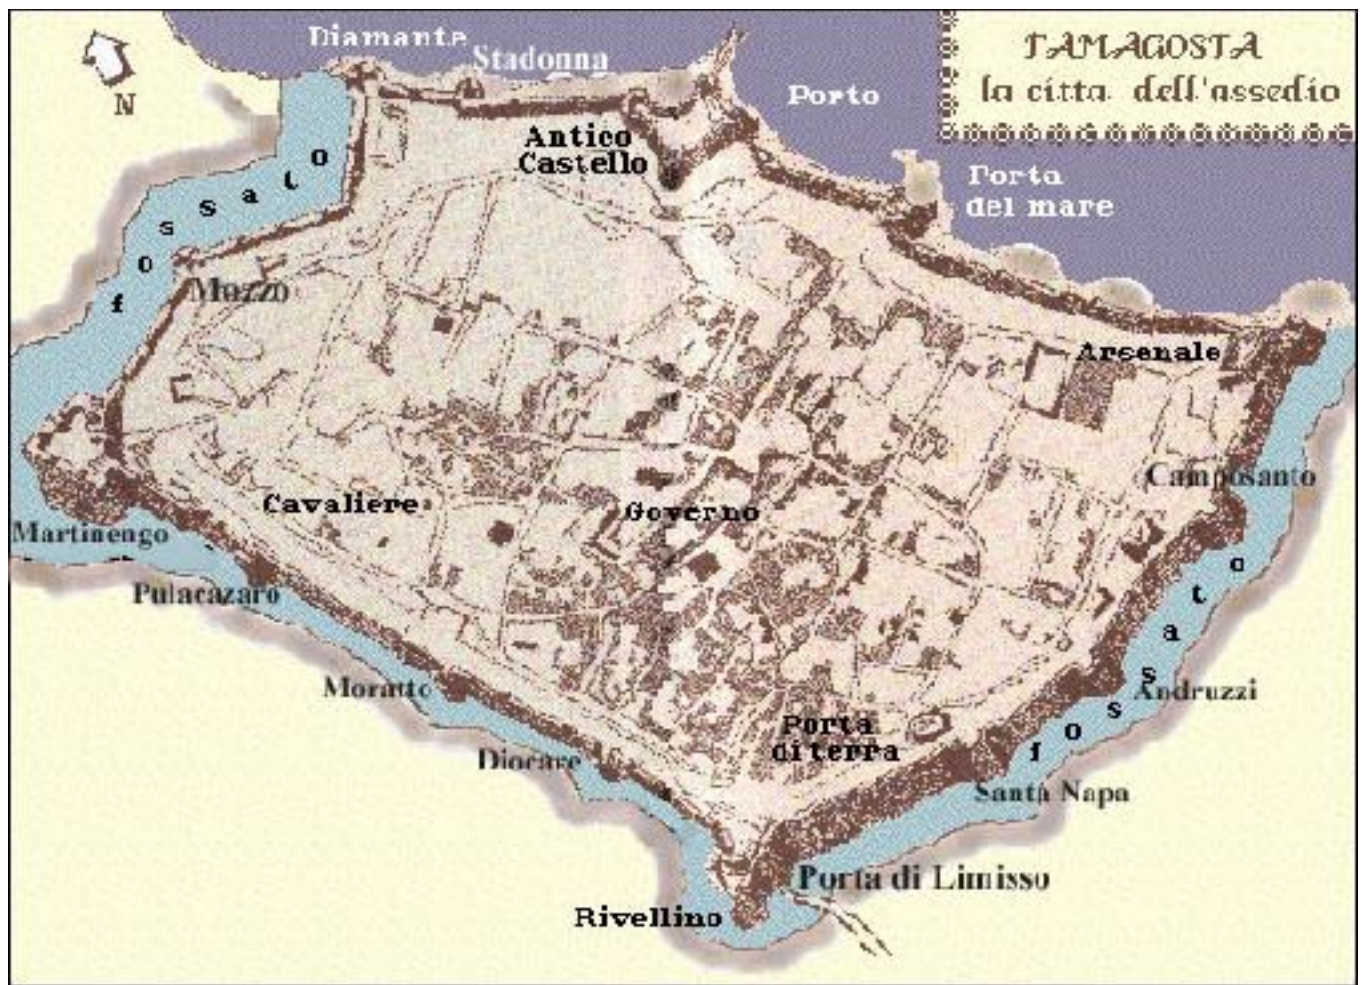 Diamante
Stadonna
FAMAGOSTA
la citta dell'assedio
Porto
N
Antico
Castello
Porta
del mare
fossato
Mozzo
Arsenale
Camposanto
Cavaliere
Governo
Martinengo
Pulacazaro
fossato
Moratto
Andruzzi
Porta
di terra
Diocare
Santa Napa
Porta di Limisso
Rivellino